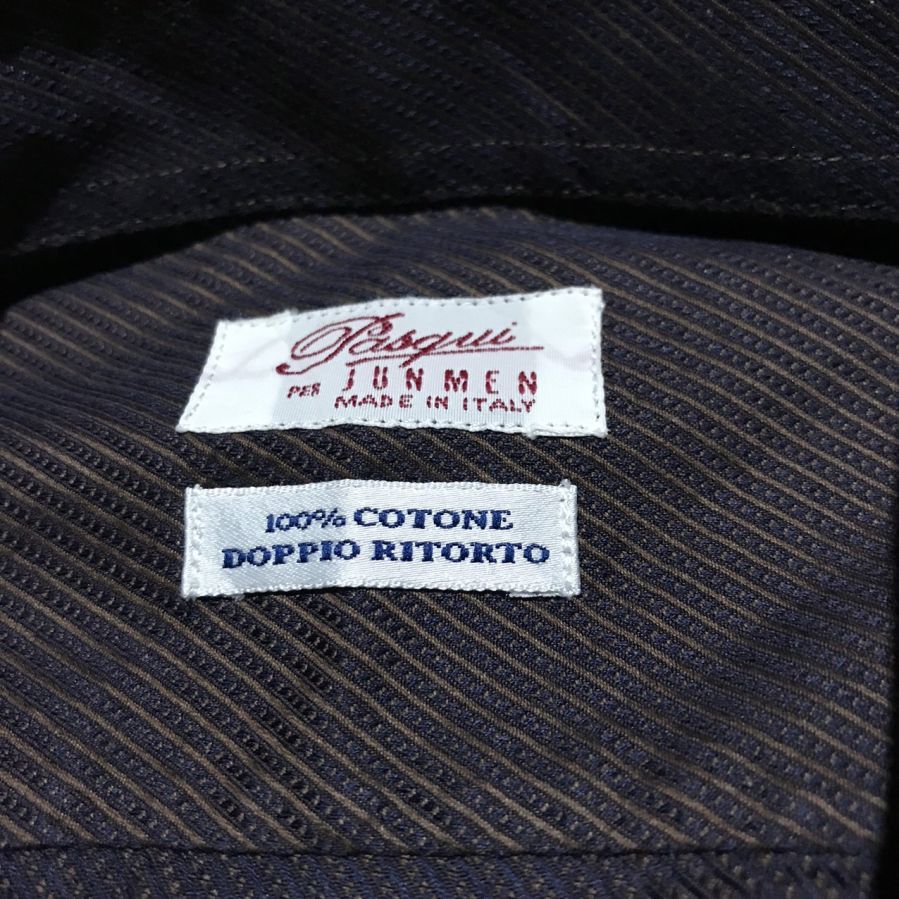 Pasqui
PER JUNMEN
MADE IN ITALY
100% COTONE
DOPPIO RITORTO